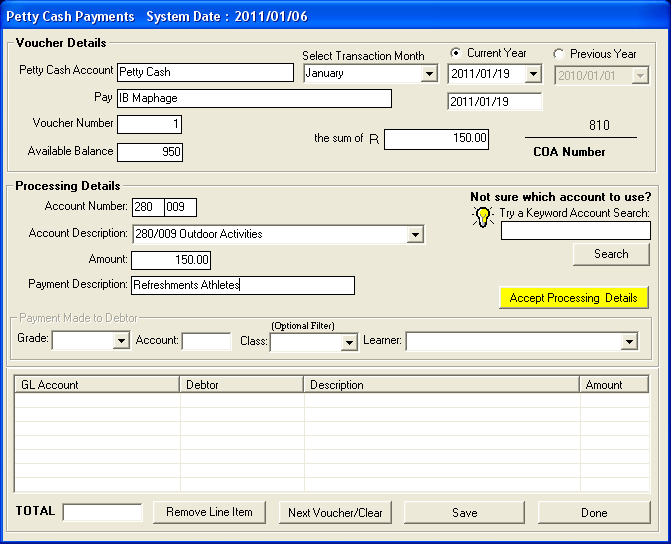 Petty Cash Payments   System Date :  2011/01/06
Voucher Details
Petty Cash Account Petty Cash
Select Transaction Month
January
Current Year
2011/01/19
2011/01/19
Previous Year
2010/01/01
Pay IB Maphage
Voucher Number 1
Available Balance 950
the sum of R 150.00
810
COA Number
Processing Details
Account Number: 280 009
Account Description: 280/009 Outdoor Activities
Amount: 150.00
Payment Description: Refreshments Athletes
Not sure which account to use?
Try a Keyword Account Search:
Search
Accept Processing  Details
Payment Made to Debtor
(Optional Filter)
Grade: Account: Class: Learner:
GL Account Debtor Description Amount
TOTAL Remove Line Item Next Voucher/Clear Save Done